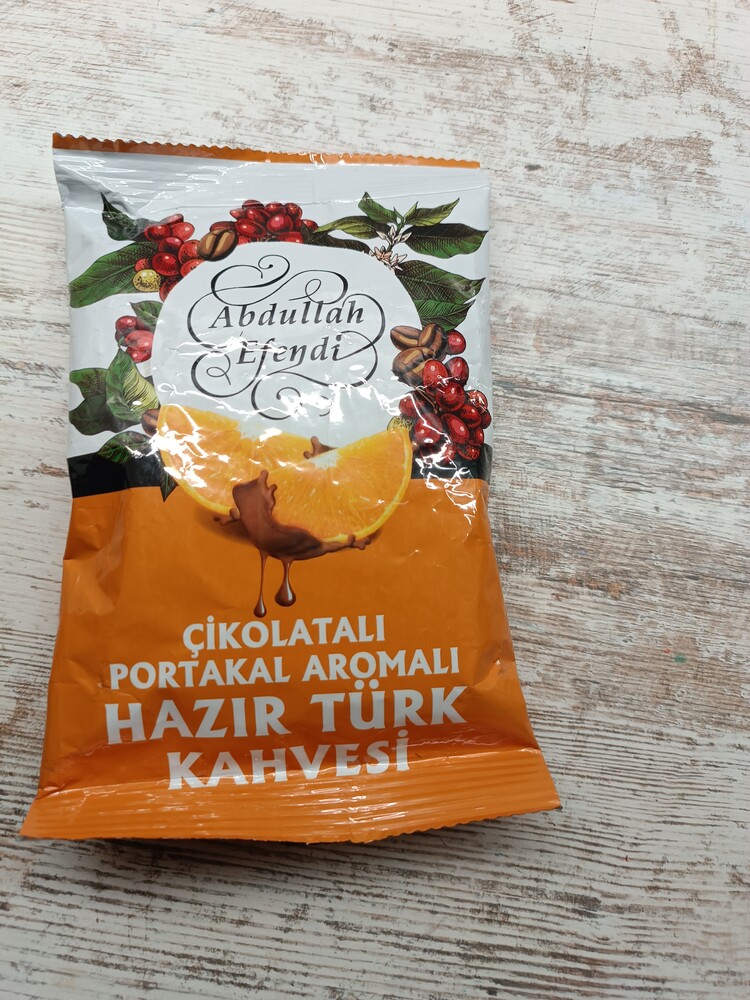 Abdullah
Efendi
ÇİKOLATALI
PORTAKAL AROMALI
HAZIR TÜRK
KAHVESİ